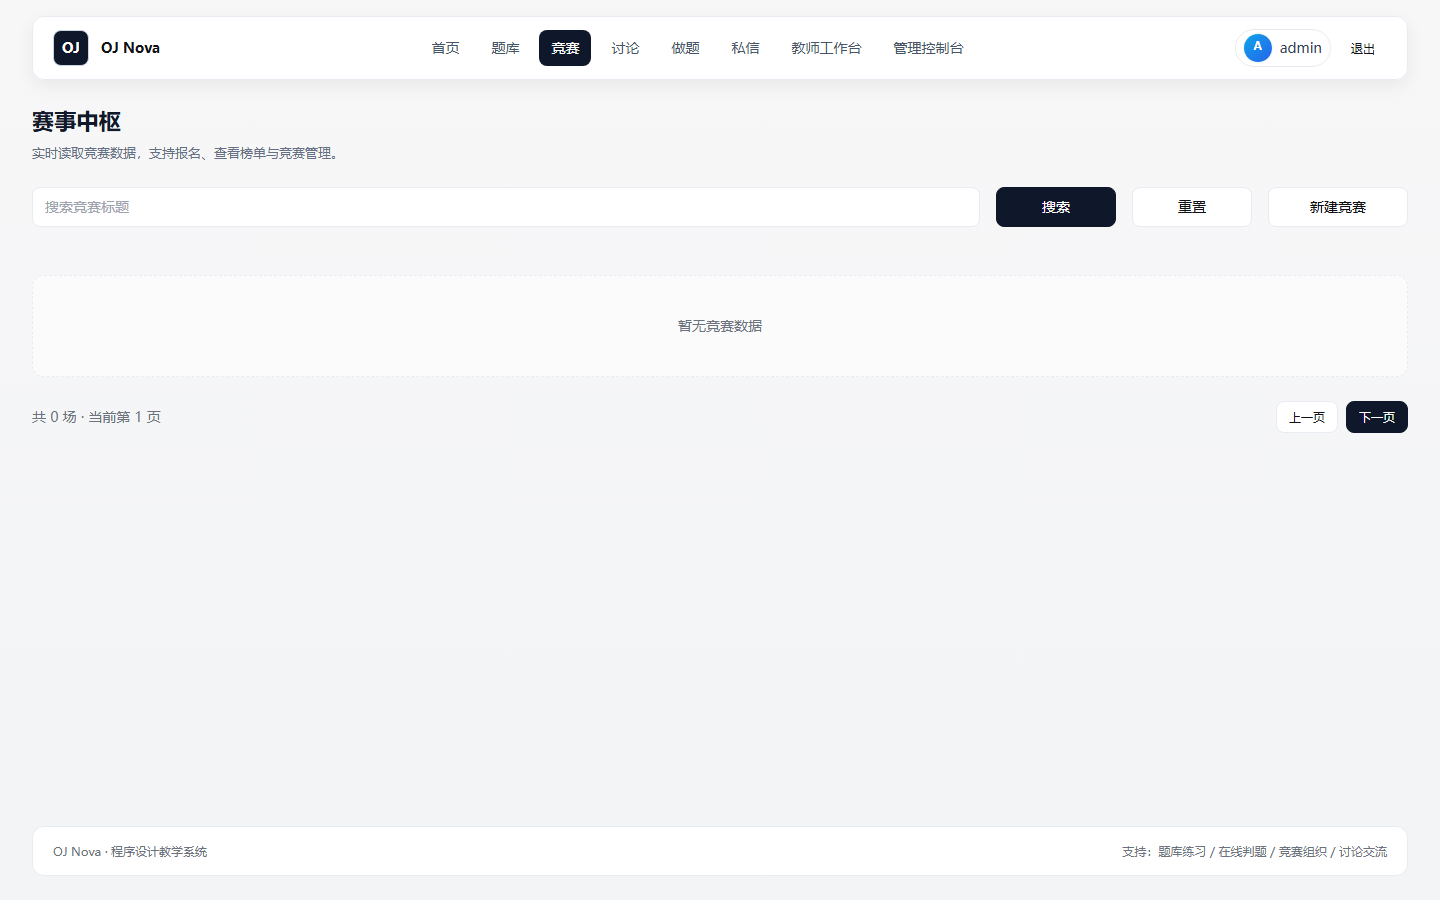 OJ OJ Nova 首页 题库 竞赛 讨论 做题 私信 教师工作台 管理控制台 A admin 退出
赛事中枢
实时读取竞赛数据，支持报名、查看榜单与竞赛管理。
搜索竞赛标题 搜索 重置 新建竞赛
暂无竞赛数据
共 0 场 · 当前第 1 页 上一页 下一页
OJ Nova · 程序设计教学系统 支持：题库练习 / 在线判题 / 竞赛组织 / 讨论交流